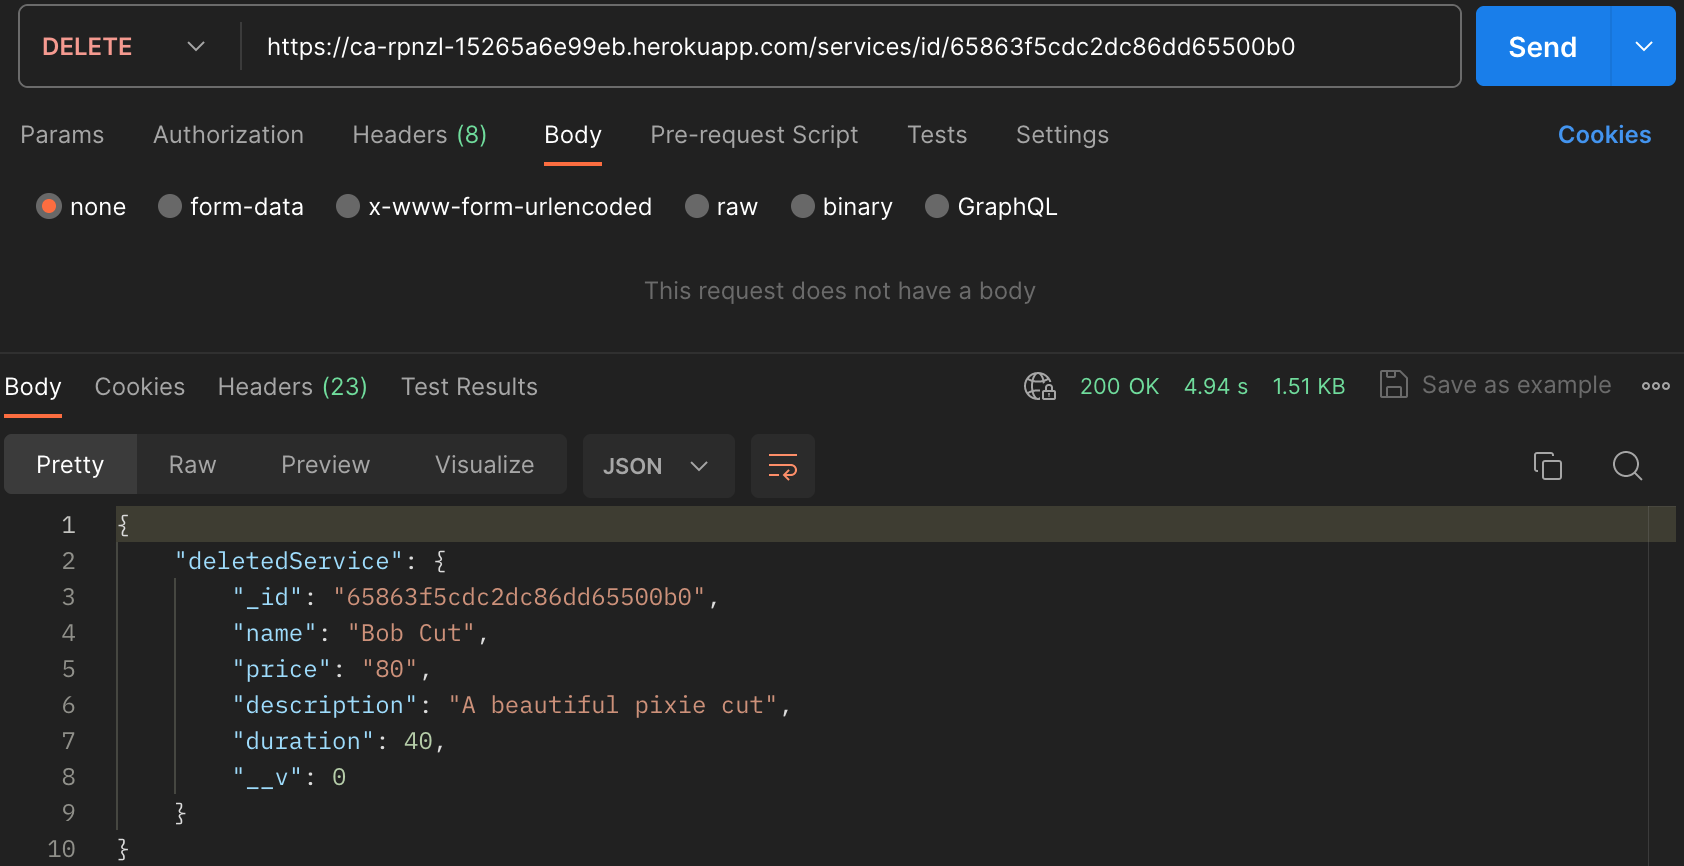 DELETE https://ca-rpnzl-15265a6e99eb.herokuapp.com/services/id/65863f5cdc2dc86dd65500b0 Send
Params Authorization Headers (8) Body Pre-request Script Tests Settings Cookies
none form-data x-www-form-urlencoded raw binary GraphQL
This request does not have a body
Body Cookies Headers (23) Test Results 200 OK 4.94 s 1.51 KB Save as example
Pretty Raw Preview Visualize JSON
1 {
2 "deletedService": {
3 "_id": "65863f5cdc2dc86dd65500b0",
4 "name": "Bob Cut",
5 "price": "80",
6 "description": "A beautiful pixie cut",
7 "duration": 40,
8 "__v": 0
9 }
10 }